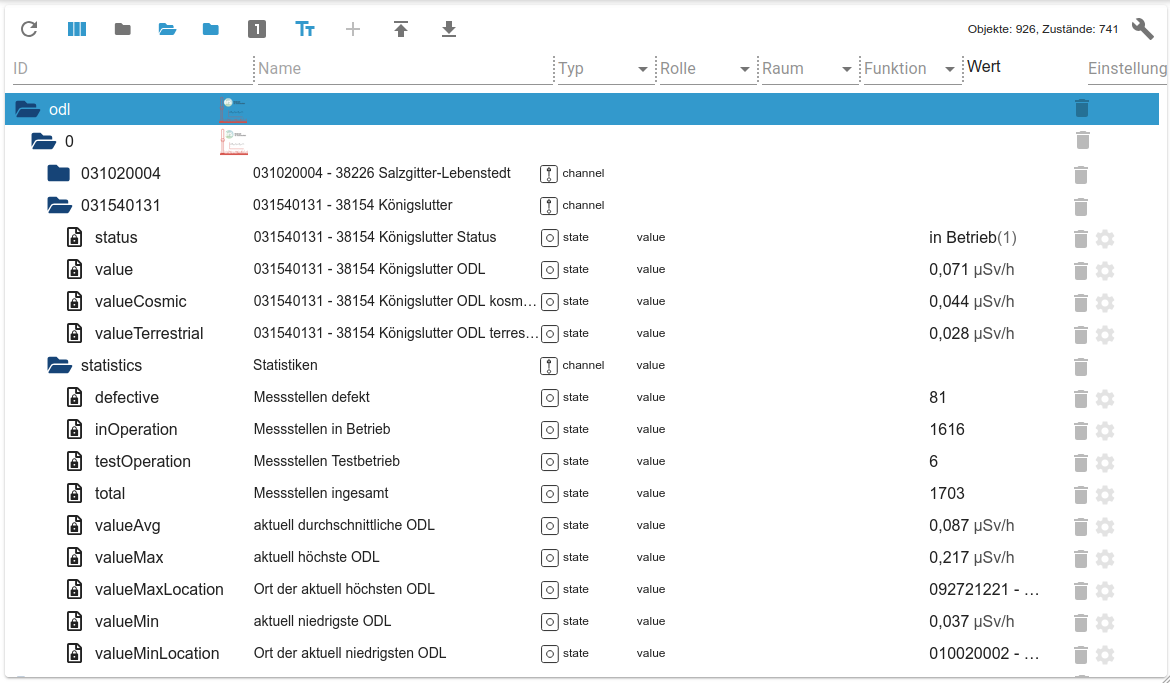 1 Objekte: 926, Zustände: 741
ID Name Typ Rolle Raum Funktion Wert Einstellung
odl
0
031020004 031020004 - 38226 Salzgitter-Lebenstedt channel
031540131 031540131 - 38154 Königslutter channel
status 031540131 - 38154 Königslutter Status state value in Betrieb(1)
value 031540131 - 38154 Königslutter ODL state value 0,071 µSv/h
valueCosmic 031540131 - 38154 Königslutter ODL kosm... state value 0,044 µSv/h
valueTerrestrial 031540131 - 38154 Königslutter ODL terres... state value 0,028 µSv/h
statistics Statistiken channel value
defective Messstellen defekt state value 81
inOperation Messstellen in Betrieb state value 1616
testOperation Messstellen Testbetrieb state value 6
total Messstellen ingesamt state value 1703
valueAvg aktuell durchschnittliche ODL state value 0,087 µSv/h
valueMax aktuell höchste ODL state value 0,217 µSv/h
valueMaxLocation Ort der aktuell höchsten ODL state value 092721221 - ...
valueMin aktuell niedrigste ODL state value 0,037 µSv/h
valueMinLocation Ort der aktuell niedrigsten ODL state value 010020002 - ...